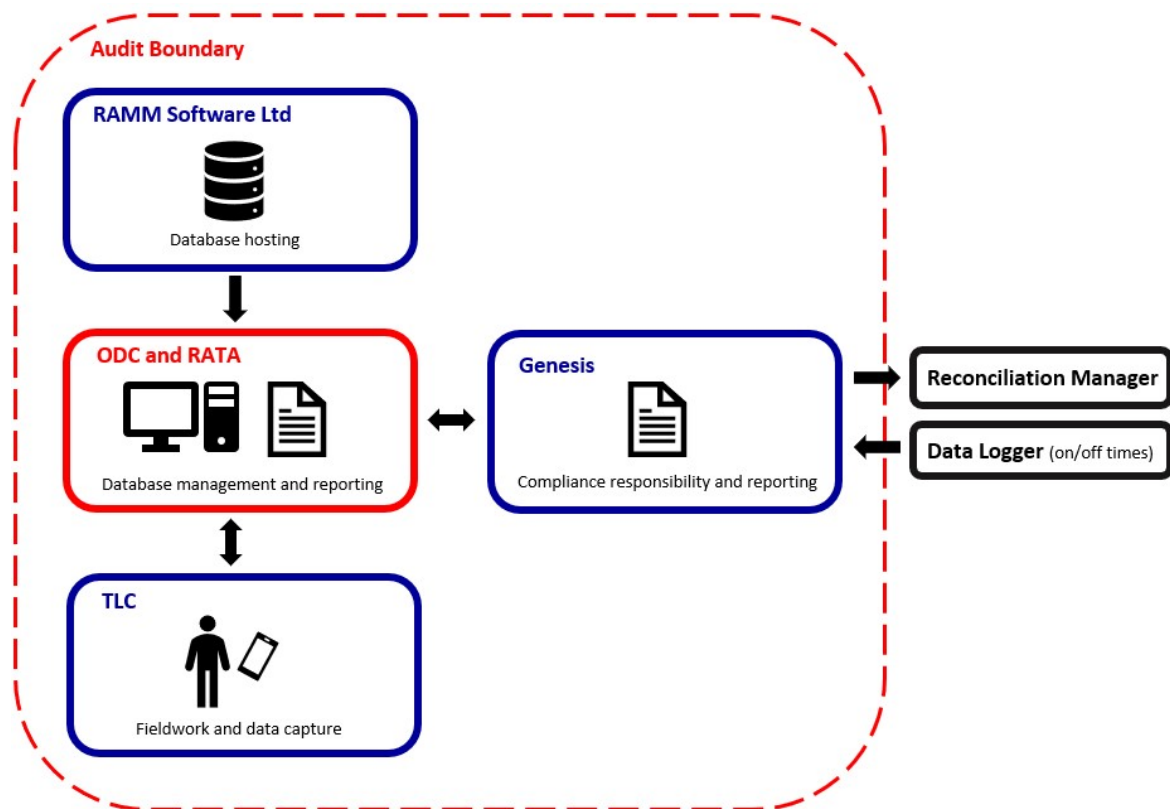 Audit Boundary
RAMM Software Ltd
Database hosting
ODC and RATA
Database management and reporting
Genesis
Compliance responsibility and reporting
Reconciliation Manager
Data Logger (on/off times)
TLC
Fieldwork and data capture